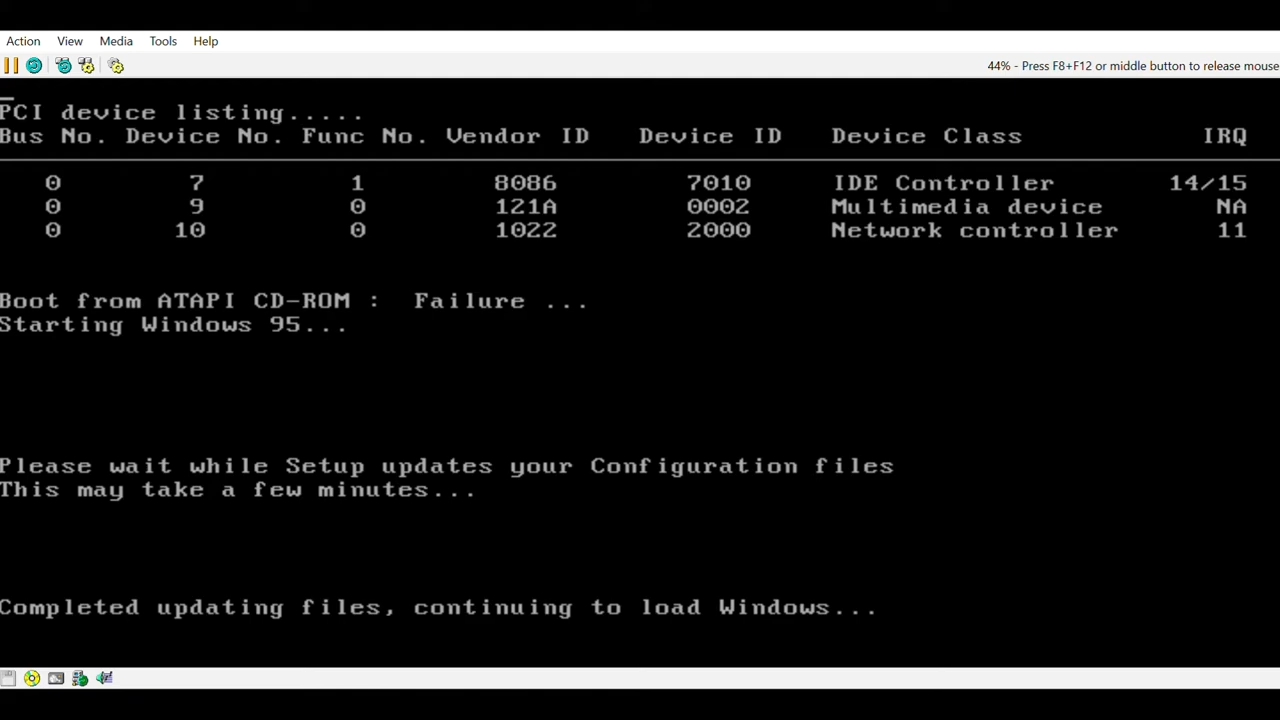 Action View Media Tools Help
44% - Press F8+F12 or middle button to release mouse
PCI device listing.....
Bus No. Device No. Func No. Vendor ID Device ID Device Class IRQ
0 7 1 8086 7010 IDE Controller 14/15
0 9 0 121A 0002 Multimedia device NA
0 10 0 1022 2000 Network controller 11
Boot from ATAPI CD-ROM : Failure ...
Starting Windows 95...
Please wait while Setup updates your Configuration files
This may take a few minutes...
Completed updating files, continuing to load Windows...